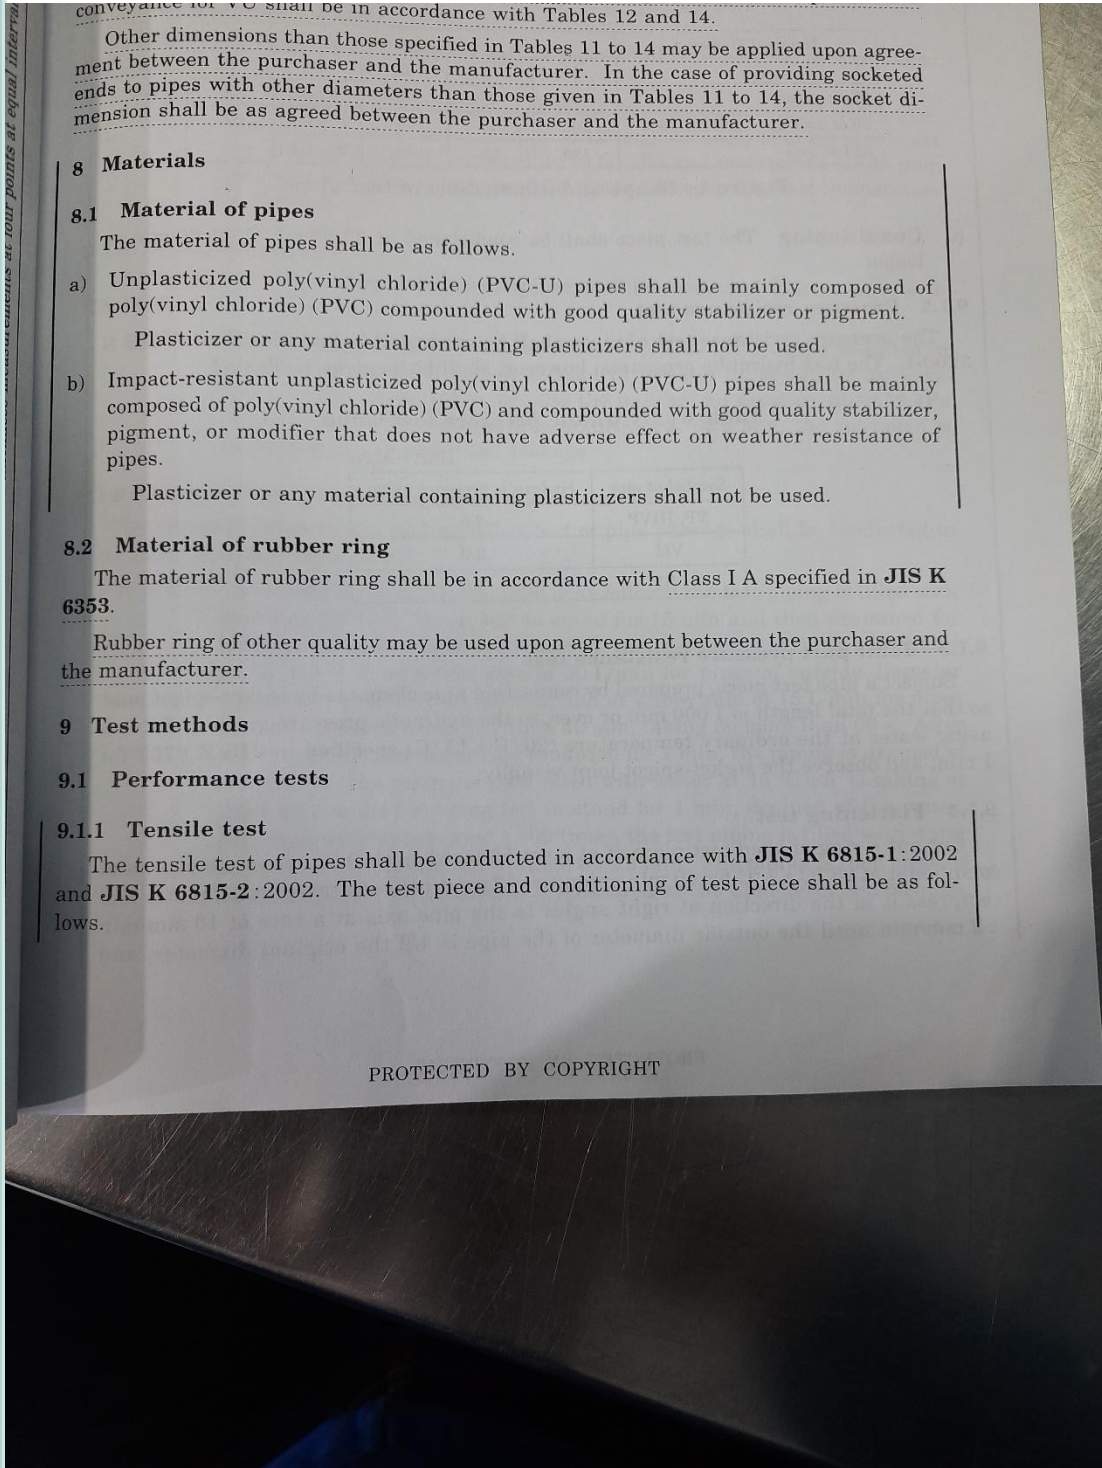 conveyance for VU shall be in accordance with Tables 12 and 14.
Other dimensions than those specified in Tables 11 to 14 may be applied upon agree-
ment between the purchaser and the manufacturer. In the case of providing socketed
ends to pipes with other diameters than those given in Tables 11 to 14, the socket di-
mension shall be as agreed between the purchaser and the manufacturer.
8 Materials
8.1 Material of pipes
The material of pipes shall be as follows.
a) Unplasticized poly(vinyl chloride) (PVC-U) pipes shall be mainly composed of
poly(vinyl chloride) (PVC) compounded with good quality stabilizer or pigment.
Plasticizer or any material containing plasticizers shall not be used.
b) Impact-resistant unplasticized poly(vinyl chloride) (PVC-U) pipes shall be mainly
composed of poly(vinyl chloride) (PVC) and compounded with good quality stabilizer,
pigment, or modifier that does not have adverse effect on weather resistance of
pipes.
Plasticizer or any material containing plasticizers shall not be used.
8.2 Material of rubber ring
The material of rubber ring shall be in accordance with Class I A specified in JIS K
6353.
Rubber ring of other quality may be used upon agreement between the purchaser and
the manufacturer.
9 Test methods
9.1 Performance tests
9.1.1 Tensile test
The tensile test of pipes shall be conducted in accordance with JIS K 6815-1:2002
and JIS K 6815-2:2002. The test piece and conditioning of test piece shall be as fol-
lows.
PROTECTED BY COPYRIGHT
measurements at four points at equal interva